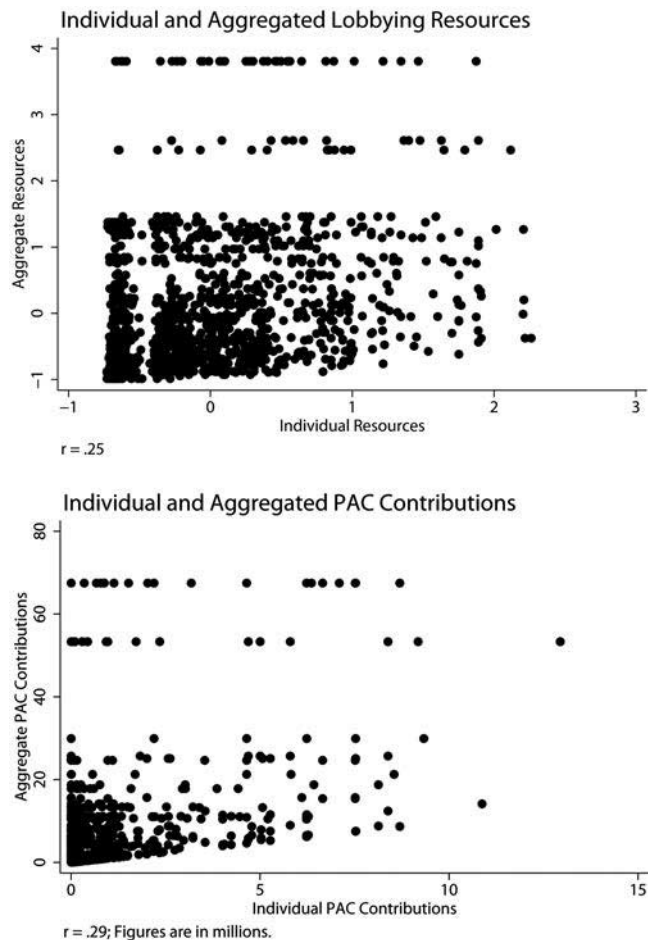 Individual and Aggregated Lobbying Resources
Aggregate Resources
4
3
2
1
0
−1
−1 0 1 2 3
Individual Resources
r = .25
Individual and Aggregated PAC Contributions
Aggregate PAC Contributions
80
60
40
20
0
0 5 10 15
Individual PAC Contributions
r = .29; Figures are in millions.